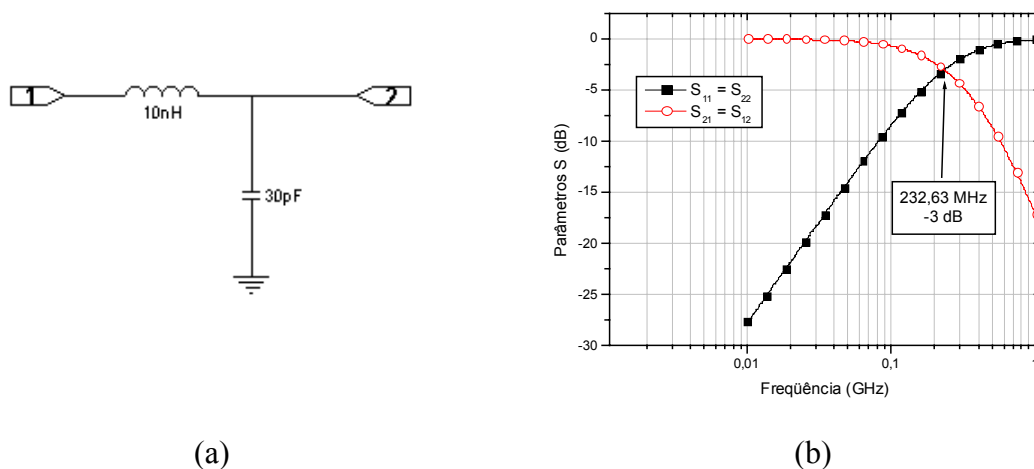 1
10nH
2
30pF
(a)
0
-5
-10
-15
-20
-25
-30
Parâmetros S (dB)
S11 = S22
S21 = S12
232,63 MHz
-3 dB
0,01
0,1
1
Freqüência (GHz)
(b)